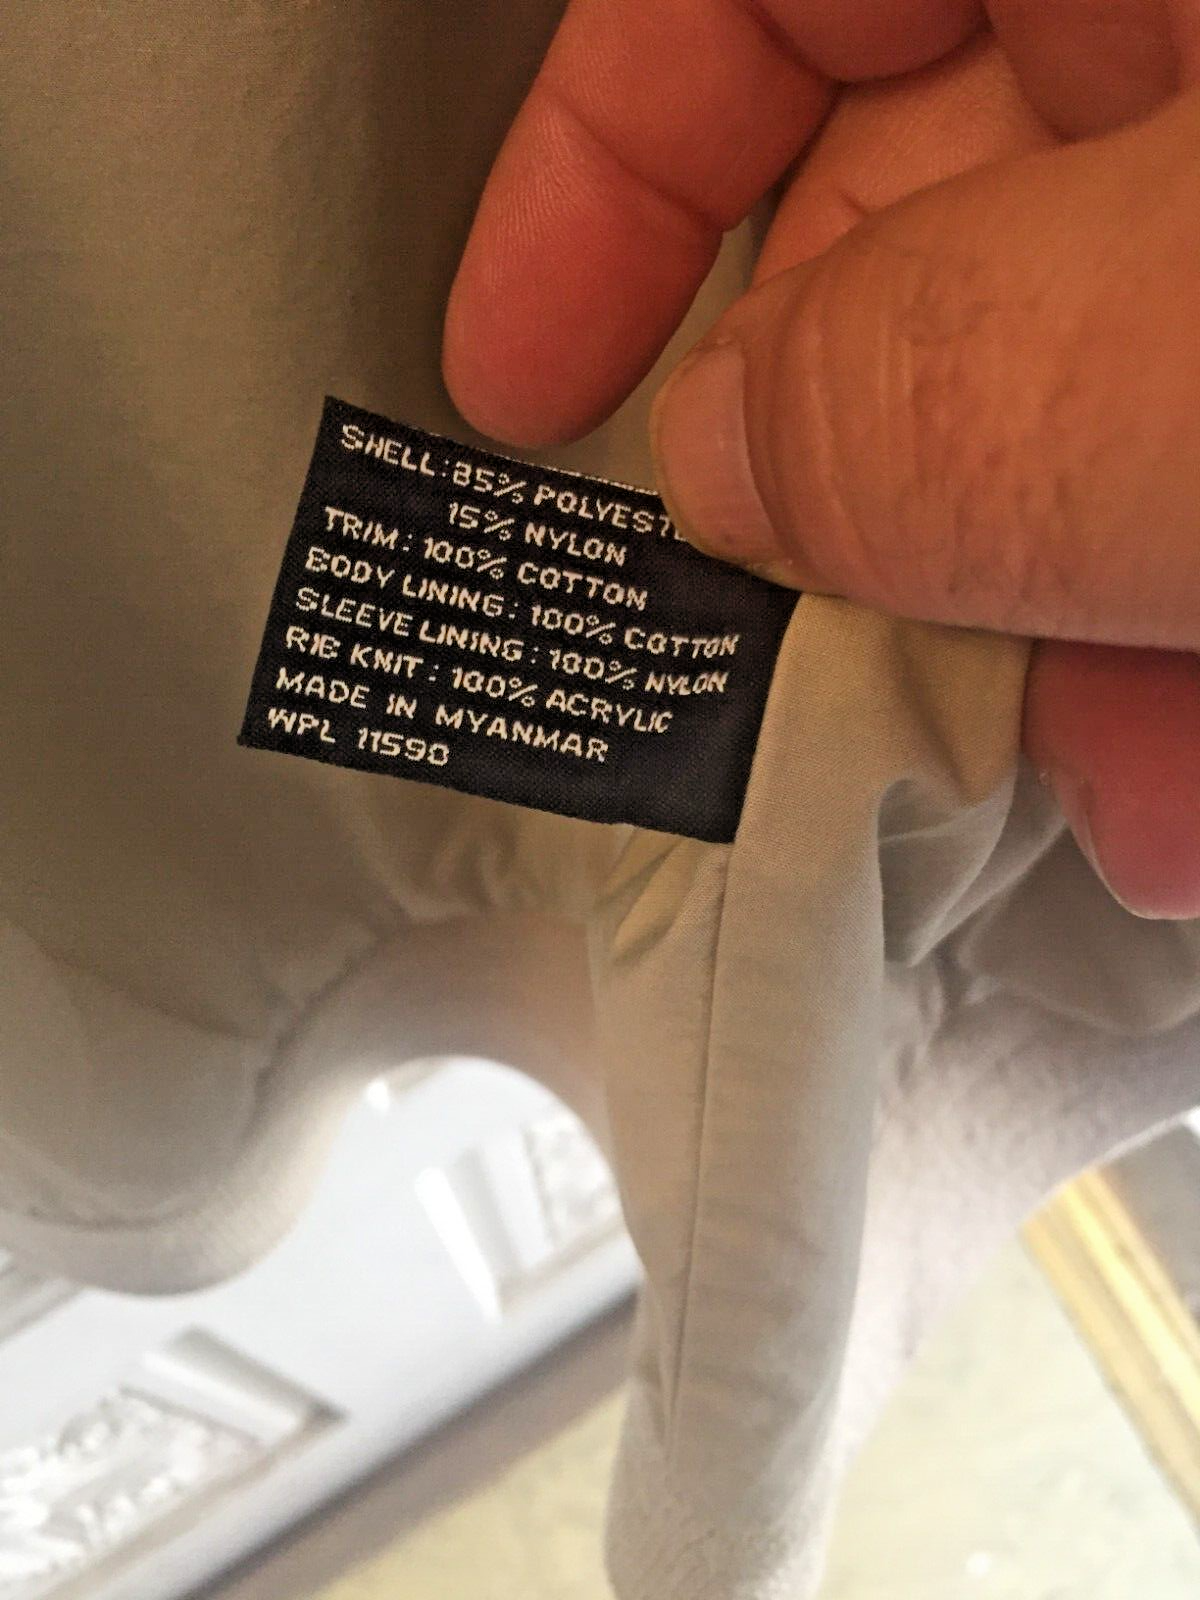 SHELL: 85% POLYESTE
15% NYLON
TRIM: 100% COTTON
BODY LINING: 100% COTTON
SLEEVE LINING: 100% NYLON
RIB KNIT: 100% ACRYLIC
MADE IN MYANMAR
WPL 11590